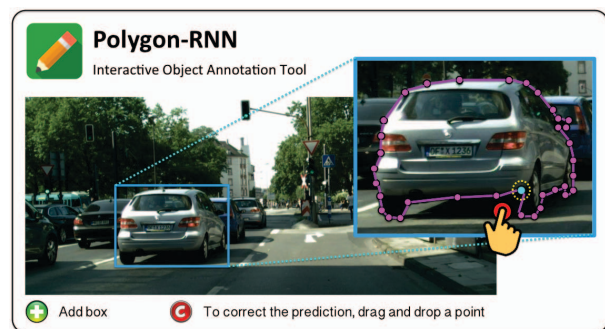 Polygon-RNN
Interactive Object Annotation Tool
Add box
C
To correct the prediction, drag and drop a point